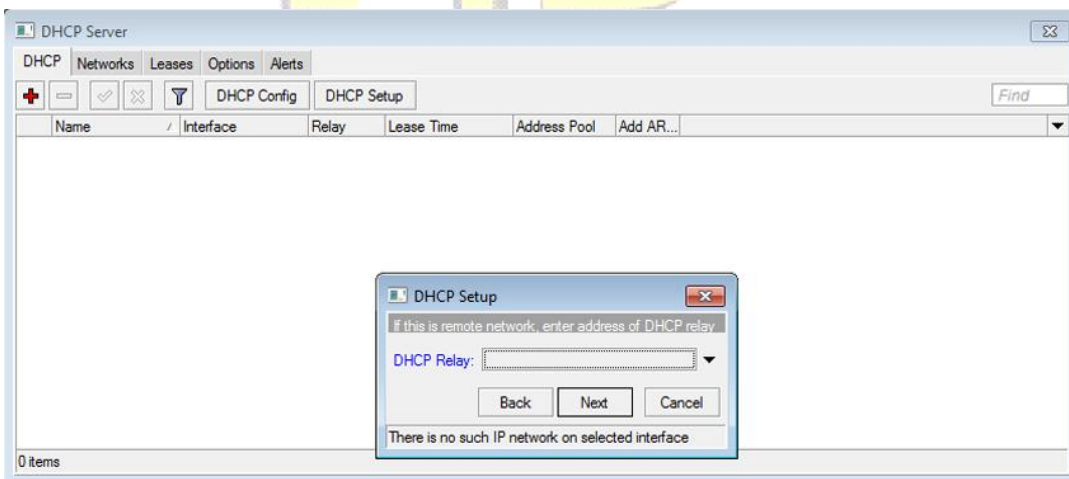 DHCP Server
DHCP Networks Leases Options Alerts
DHCP Config DHCP Setup Find
Name / Interface Relay Lease Time Address Pool Add AR...
DHCP Setup
If this is remote network, enter address of DHCP relay
DHCP Relay:
Back Next Cancel
There is no such IP network on selected interface
0 items